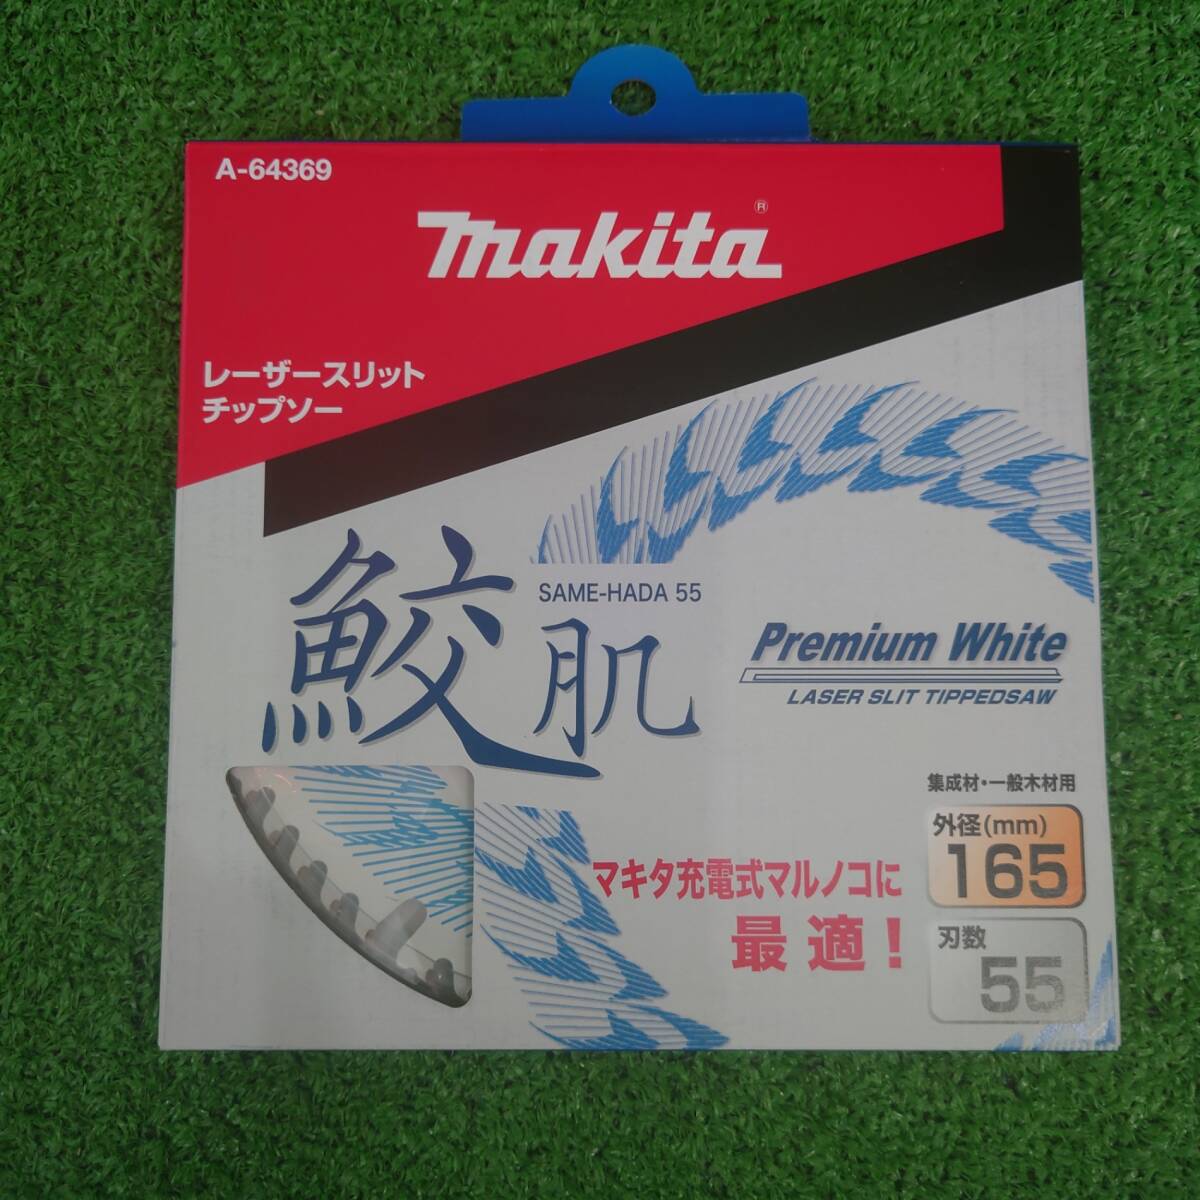 A-64369
makita®
レーザースリット
チップソー
鮫肌
SAME-HADA 55
Premium White
LASER SLIT TIPPEDSAW
集成材・一般木材用
外径(mm)
165
マキタ充電式マルノコに
最適!
刃数
55